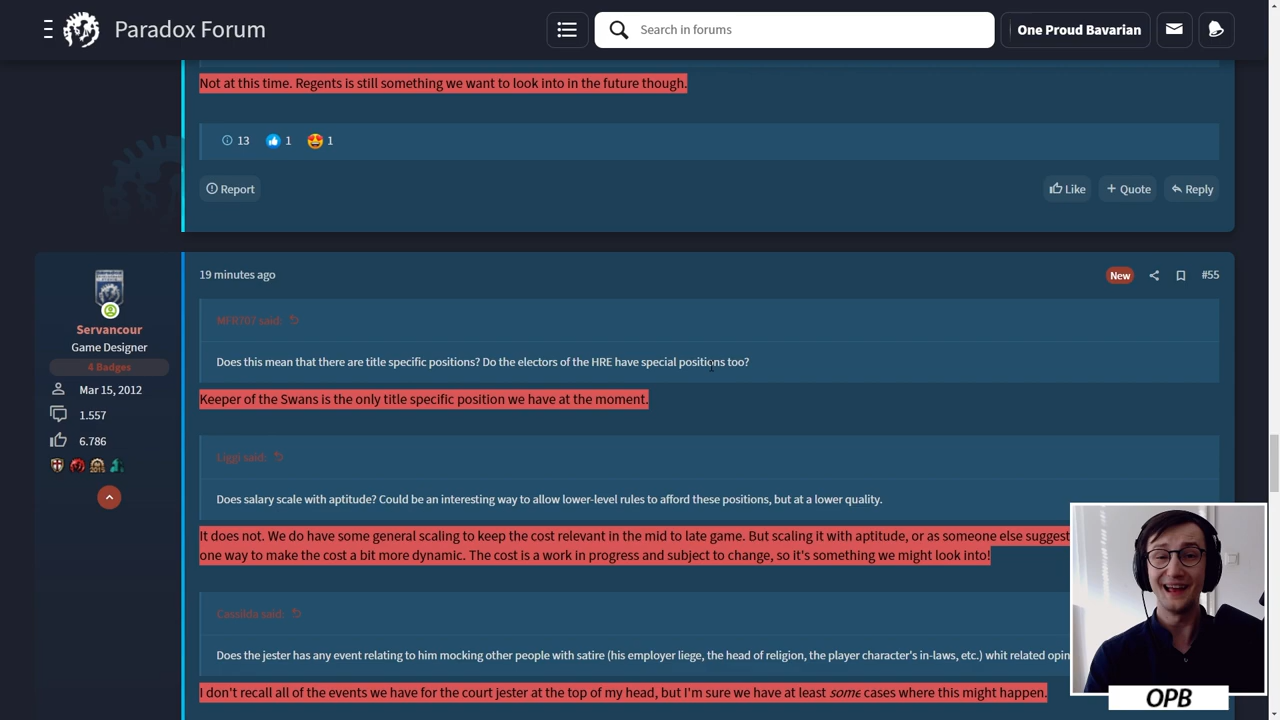 Paradox Forum
Search in forums
One Proud Bavarian
Not at this time. Regents is still something we want to look into in the future though.
13 1 1
Report
Like
Quote
Reply
19 minutes ago
New
#55
Servancour
Game Designer
4 Badges
Mar 15, 2012
1.557
6.786
MFR707 said:
Does this mean that there are title specific positions? Do the electors of the HRE have special positions too?
Keeper of the Swans is the only title specific position we have at the moment.
Liggi said:
Does salary scale with aptitude? Could be an interesting way to allow lower-level rules to afford these positions, but at a lower quality.
It does not. We do have some general scaling to keep the cost relevant in the mid to late game. But scaling it with aptitude, or as someone else suggest
one way to make the cost a bit more dynamic. The cost is a work in progress and subject to change, so it's something we might look into!
Cassilda said:
Does the jester has any event relating to him mocking other people with satire (his employer liege, the head of religion, the player character's in-laws, etc.) whit related opin
I don't recall all of the events we have for the court jester at the top of my head, but I'm sure we have at least some cases where this might happen.
OPB